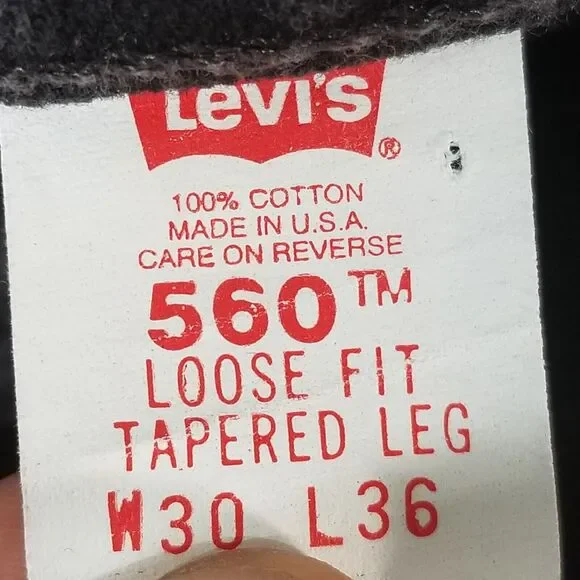 Levi's®
100% COTTON
MADE IN U.S.A.
CARE ON REVERSE
560™
LOOSE FIT
TAPERED LEG
W30 L36